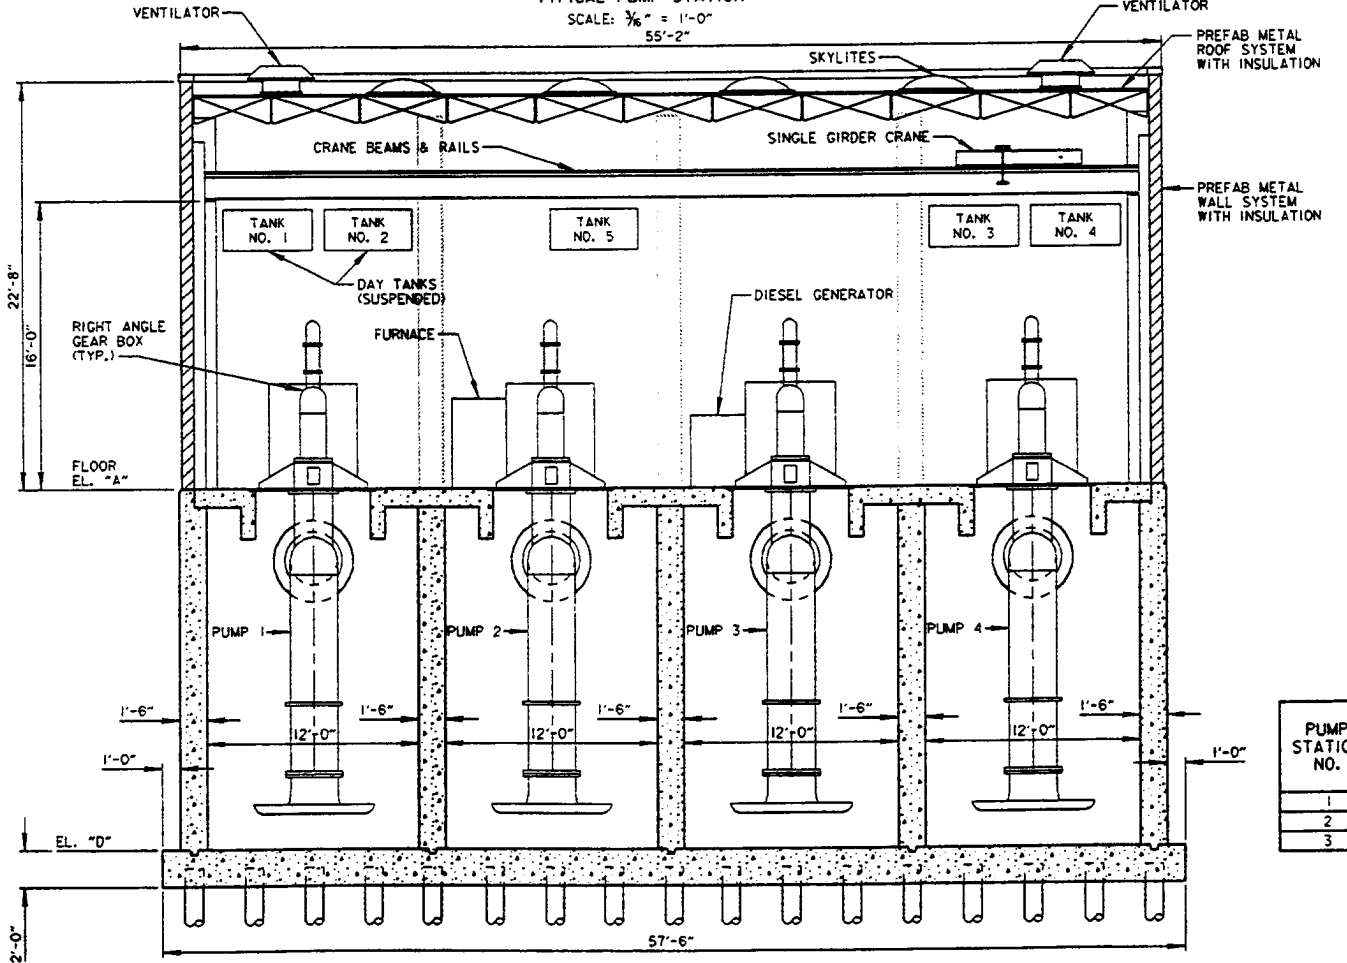 SCALE: 3/16" = 1'-0"
55'-2"
VENTILATOR
VENTILATOR
PREFAB METAL
ROOF SYSTEM
WITH INSULATION
SKYLITES
CRANE BEAMS & RAILS
SINGLE GIRDER CRANE
PREFAB METAL
WALL SYSTEM
WITH INSULATION
TANK
NO. 1
TANK
NO. 2
TANK
NO. 5
TANK
NO. 3
TANK
NO. 4
DAY TANKS
(SUSPENDED)
22'-8"
16'-0"
RIGHT ANGLE
GEAR BOX
(TYP.)
FURNACE
DIESEL GENERATOR
FLOOR
EL. "A"
PUMP 1
PUMP 2
PUMP 3
PUMP 4
1'-6"
1'-6"
1'-6"
1'-6"
1'-6"
12'-0"
12'-0"
12'-0"
12'-0"
1'-0"
1'-0"
EL. "D"
2'-0"
57'-6"
PUMP
NO.
1
2
3